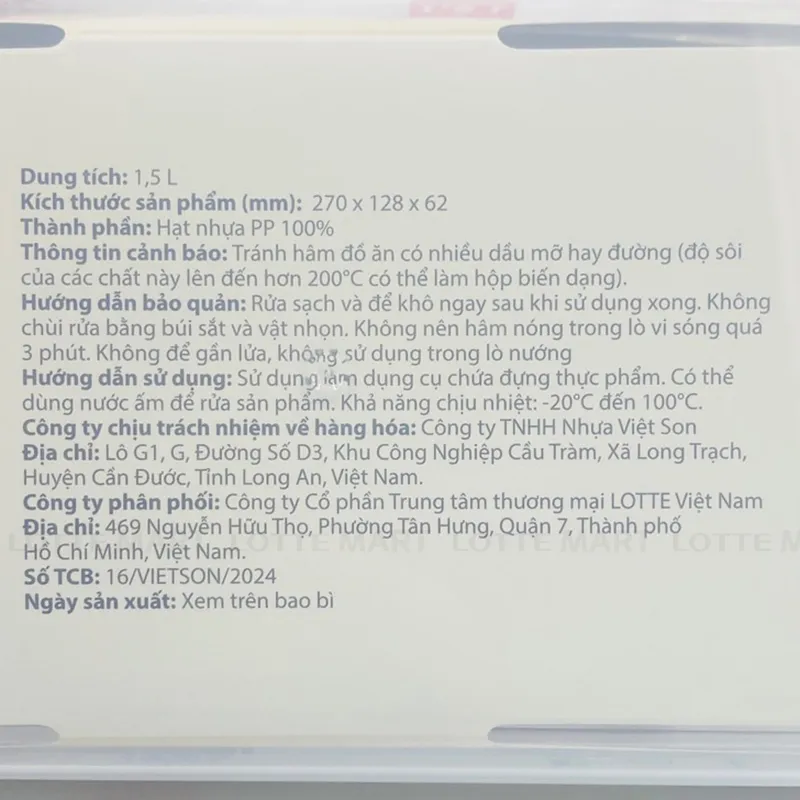 Dung tích: 1,5 L
Kích thước sản phẩm (mm): 270 x 128 x 62
Thành phần: Hạt nhựa PP 100%
Thông tin cảnh báo: Tránh hâm đồ ăn có nhiều dầu mỡ hay đường (độ sôi
của các chất này lên đến hơn 200°C có thể làm hộp biến dạng).
Hướng dẫn bảo quản: Rửa sạch và để khô ngay sau khi sử dụng xong. Không
chùi rửa bằng búi sắt và vật nhọn. Không nên hâm nóng trong lò vi sóng quá
3 phút. Không để gần lửa, không sử dụng trong lò nướng
Hướng dẫn sử dụng: Sử dụng làm dụng cụ chứa đựng thực phẩm. Có thể
dùng nước ấm để rửa sản phẩm. Khả năng chịu nhiệt: -20°C đến 100°C.
Công ty chịu trách nhiệm về hàng hóa: Công ty TNHH Nhựa Việt Son
Địa chỉ: Lô G1, G, Đường Số D3, Khu Công Nghiệp Cầu Tràm, Xã Long Trạch,
Huyện Cần Đước, Tỉnh Long An, Việt Nam.
Công ty phân phối: Công ty Cổ phần Trung tâm thương mại LOTTE Việt Nam
Địa chỉ: 469 Nguyễn Hữu Thọ, Phường Tân Hưng, Quận 7, Thành phố
Hồ Chí Minh, Việt Nam.
LOTTE MART LOTTE MART LOTTE MART LOTTE M
Số TCB: 16/VIETSON/2024
Ngày sản xuất: Xem trên bao bì